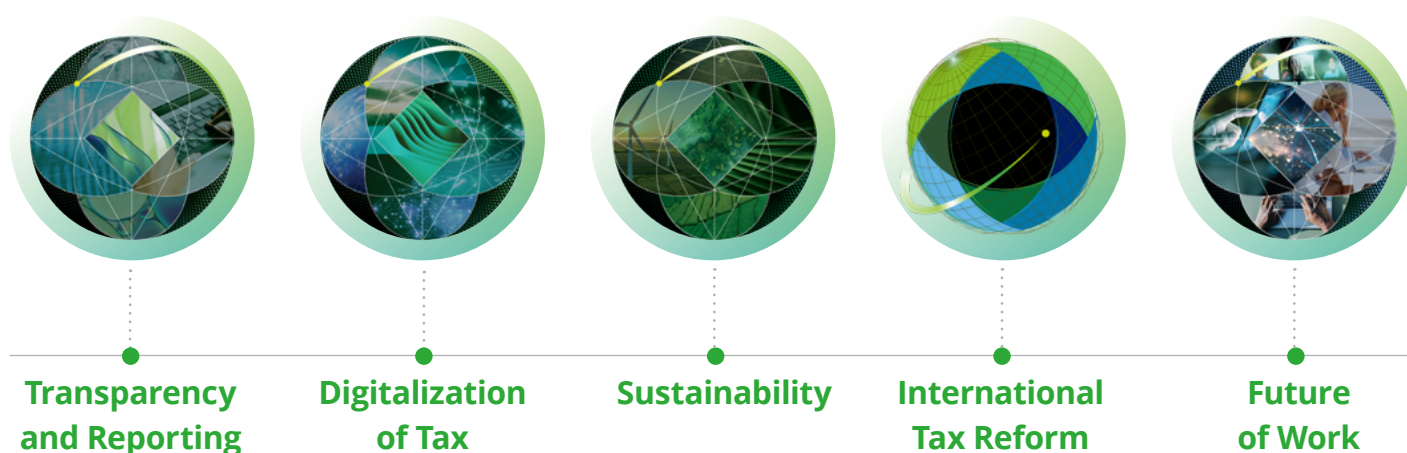 Transparency
and Reporting
Digitalization
of Tax
Sustainability
International
Tax Reform
Future
of Work